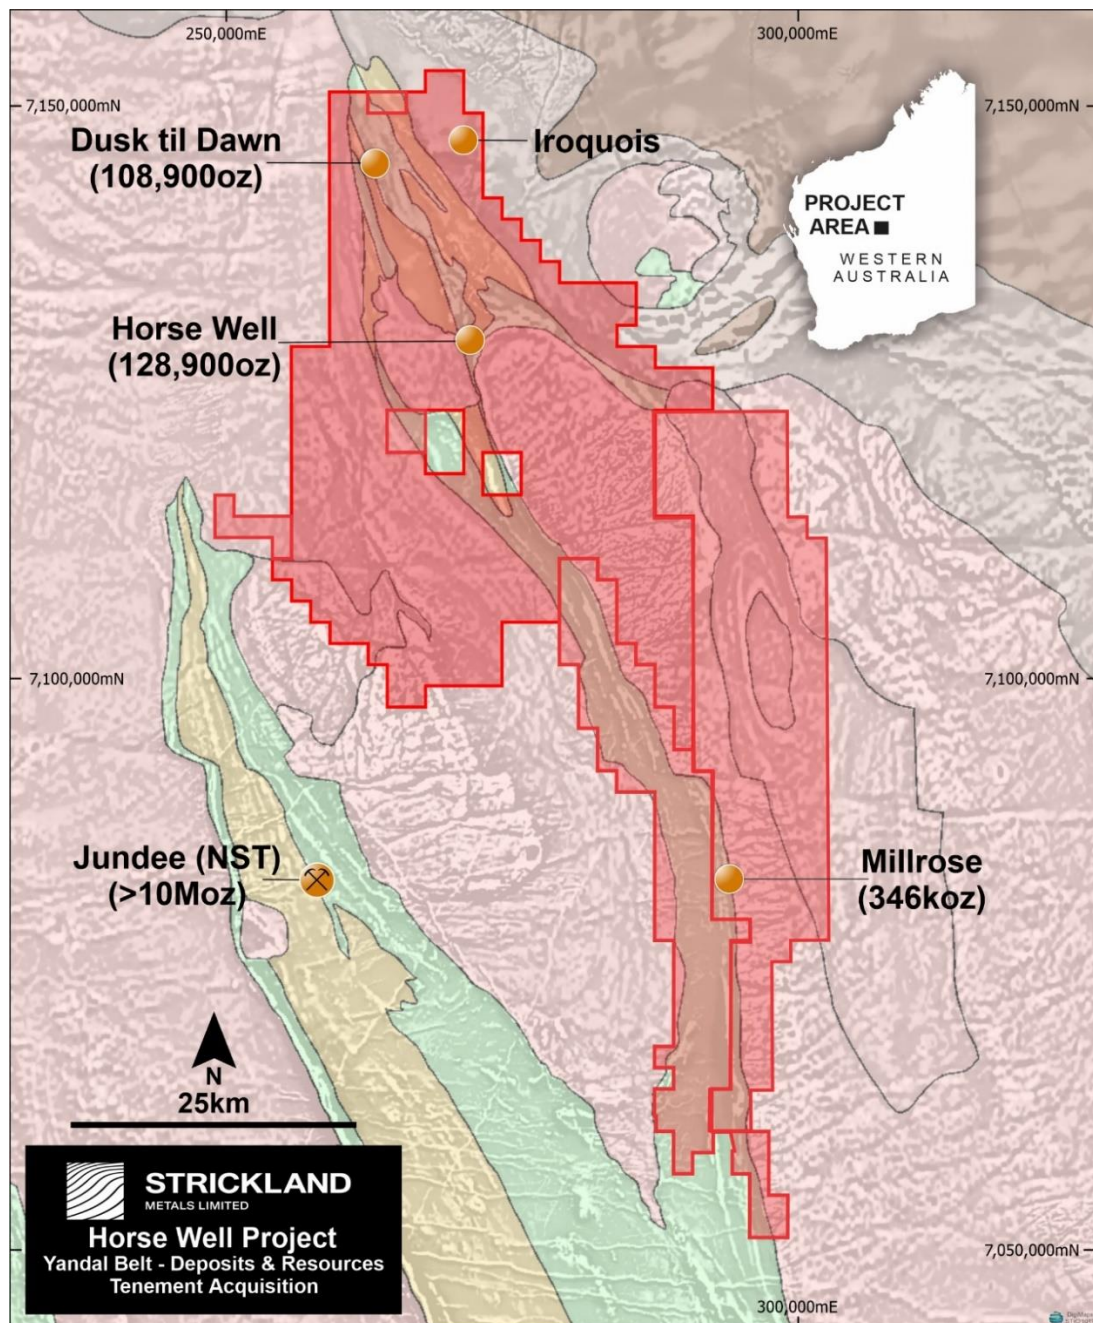 250,000mE
300,000mE
7,150,000mN
7,150,000mN
Dusk til Dawn
(108,900oz)
Iroquois
PROJECT
AREA
WESTERN
AUSTRALIA
Horse Well
(128,900oz)
7,100,000mN
7,100,000mN
Jundee (NST)
(>10Moz)
Millrose
(346koz)
N
25km
STRICKLAND
METALS LIMITED
Horse Well Project
Yandal Belt - Deposits & Resources
Tenement Acquisition
7,050,000mN
300,000mE